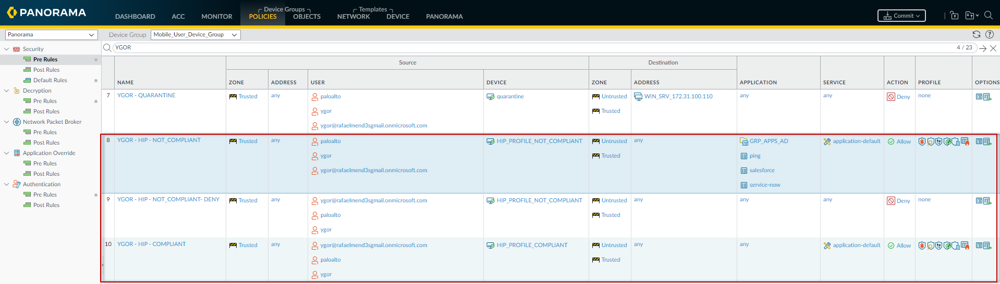 PANORAMA
Device Groups
Templates
DASHBOARD ACC MONITOR POLICIES OBJECTS NETWORK DEVICE PANORAMA
Commit
Panorama
Device Group Mobile_User_Device_Group
YGOR 4 / 23
Security
Pre Rules
Post Rules
Default Rules
Decryption
Pre Rules
Post Rules
Network Packet Broker
Pre Rules
Post Rules
Application Override
Pre Rules
Post Rules
Authentication
Pre Rules
Post Rules
Source Destination
NAME ZONE ADDRESS USER DEVICE ZONE ADDRESS APPLICATION SERVICE ACTION PROFILE OPTIONS
7 YGOR - QUARANTINE Trusted any paloalto quarantine Untrusted WIN_SRV_172.31.100.110 any any Deny none
ygor Trusted
ygor@rafaelmend3sgmail.onmicrosoft.com
8 YGOR - HIP - NOT_COMPLIANT Trusted any paloalto HIP_PROFILE_NOT_COMPLIANT Untrusted any GRP_APPS_AD application-default Allow
ygor Trusted ping
ygor@rafaelmend3sgmail.onmicrosoft.com salesforce
service-now
9 YGOR - HIP - NOT_COMPLIANT- DENY Trusted any ygor@rafaelmend3sgmail.onmicrosoft.com HIP_PROFILE_NOT_COMPLIANT Untrusted any any any Deny none
paloalto Trusted
ygor
10 YGOR - HIP - COMPLIANT Trusted any ygor@rafaelmend3sgmail.onmicrosoft.com HIP_PROFILE_COMPLIANT Untrusted any any application-default Allow
paloalto Trusted
ygor